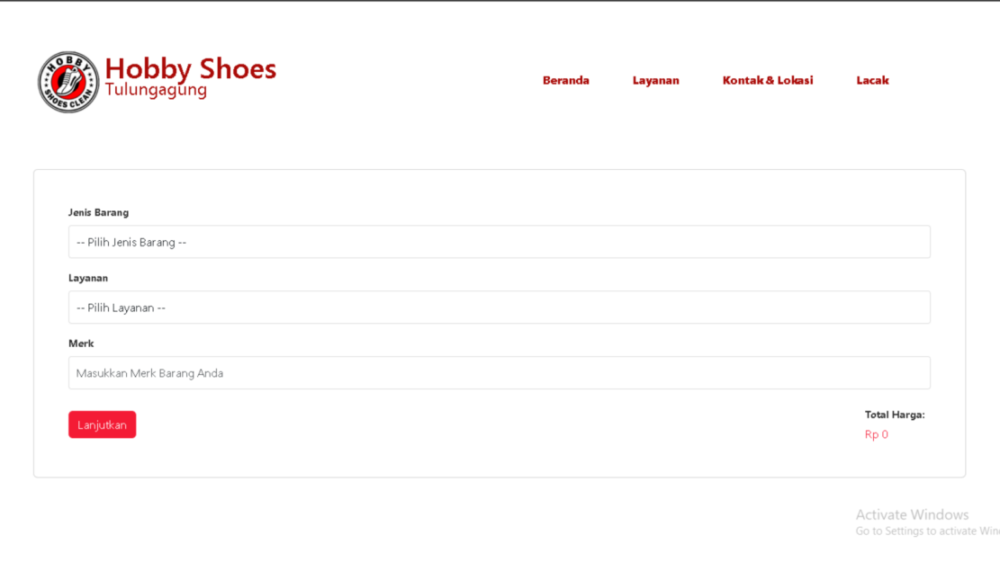 HOBBY
SHOES CLEAN
Hobby Shoes
Tulungagung
Beranda
Layanan
Kontak & Lokasi
Lacak
Jenis Barang
-- Pilih Jenis Barang --
Layanan
-- Pilih Layanan --
Merk
Masukkan Merk Barang Anda
Lanjutkan
Total Harga:
Rp 0
Activate Windows
Go to Settings to activate Win